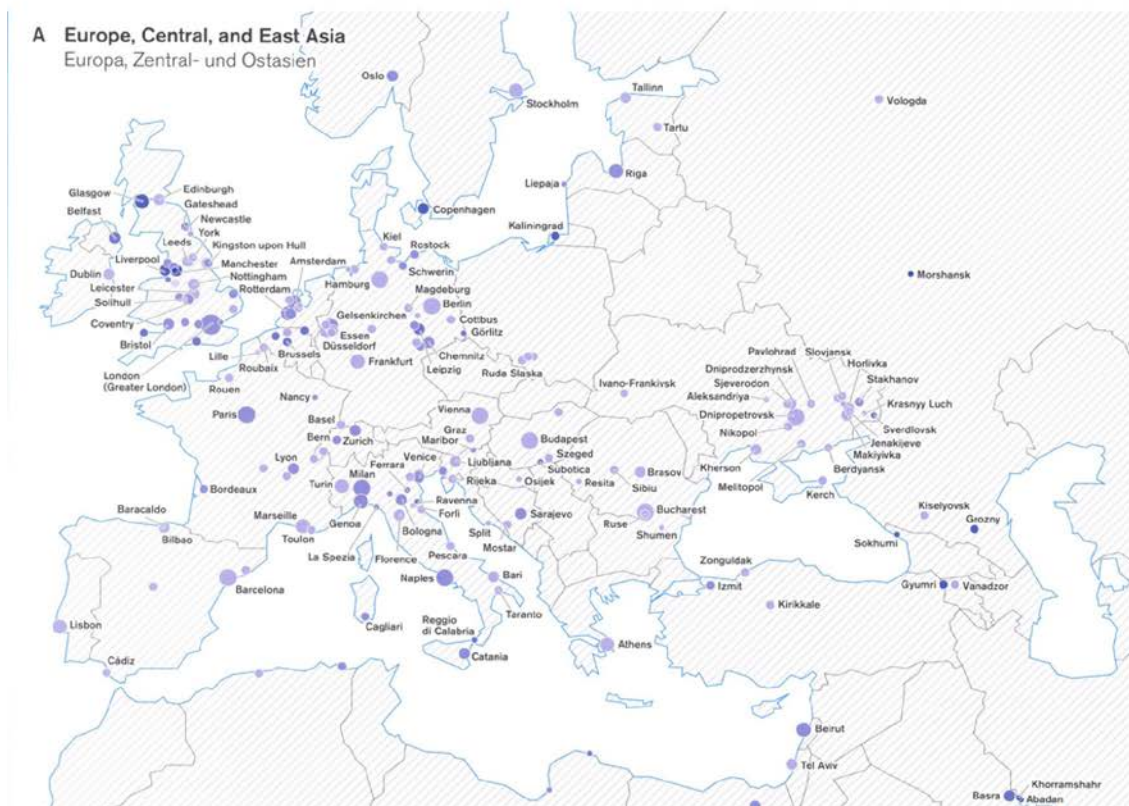 A Europe, Central, and East Asia
Europa, Zentral- und Ostasien
Oslo
Stockholm
Tallinn
Vologda
Tartu
Riga
Liepaja
Glasgow
Edinburgh
Gateshead
Belfast
Newcastle
York
Copenhagen
Kaliningrad
Leeds
Kingston upon Hull
Kiel
Rostock
Liverpool
Manchester
Amsterdam
Dublin
Nottingham
Hamburg
Schwerin
Morshansk
Leicester
Rotterdam
Magdeburg
Solihull
Berlin
Gelsenkirchen
Cottbus
Coventry
Essen
Görlitz
Bristol
Düsseldorf
Lille
Brussels
Frankfurt
Chemnitz
Roubaix
Leipzig
London
(Greater London)
Ruda Slaska
Rouen
Nancy
Ivano-Frankivsk
Pavlohrad
Slovjansk
Horlivka
Dniprodzerzhynsk
Stakhanov
Sjeverodon
Aleksandriya
Krasnyy Luch
Paris
Basel
Vienna
Dnipropetrovsk
Sverdlovsk
Bern
Zurich
Graz
Nikopol
Jenakijeve
Maribor
Budapest
Makiyivka
Lyon
Ferrara
Venice
Ljubljana
Szeged
Subotica
Kherson
Berdyansk
Milan
Brasov
Turin
Rijeka
Osijek
Resita
Sibiu
Melitopol
Kerch
Bordeaux
Ravenna
Kiselyovsk
Baracaldo
Marseille
Genoa
Forli
Sarajevo
Bucharest
Grozny
Bilbao
Toulon
Bologna
Split
Ruse
Shumen
Sokhumi
La Spezia
Florence
Pescara
Mostar
Zonguldak
Barcelona
Naples
Bari
Izmit
Gyumri
Vanadzor
Taranto
Kirikkale
Lisbon
Cagliari
Reggio
di Calabria
Athens
Catania
Cádiz
Beirut
Tel Aviv
Khorramshahr
Basra
Abadan